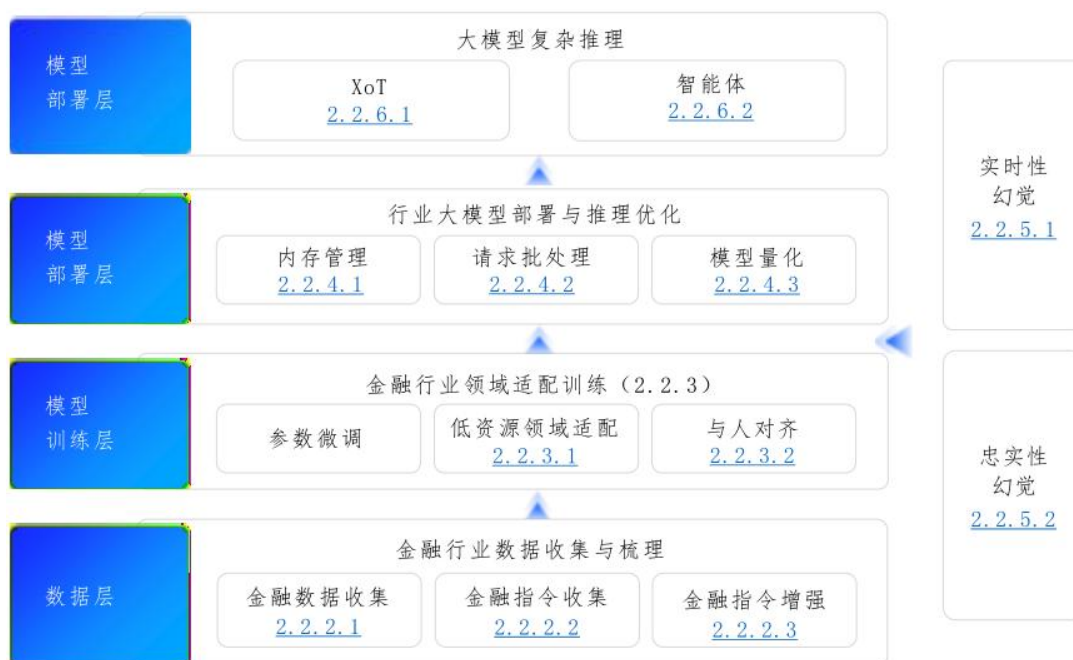 模型
部署层
大模型复杂推理
XoT
2.2.6.1
智能体
2.2.6.2
模型
部署层
行业大模型部署与推理优化
内存管理
2.2.4.1
请求批处理
2.2.4.2
模型量化
2.2.4.3
模型
训练层
金融行业领域适配训练（2.2.3）
参数微调
低资源领域适配
2.2.3.1
与人对齐
2.2.3.2
数据层
金融行业数据收集与梳理
金融数据收集
2.2.2.1
金融指令收集
2.2.2.2
金融指令增强
2.2.2.3
实时性
幻觉
2.2.5.1
忠实性
幻觉
2.2.5.2